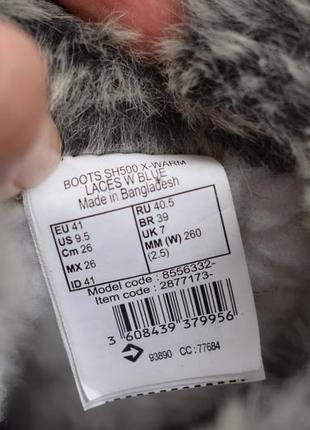 BOOTS SH500 X-WARM
LACES W BLUE
Made in Bangladesh
EU 41
US 9.5
Cm 26
MX 26
ID 41
RU 40.5
BR 39
UK 7
MM (W) 260
(2.5)
Model code : 8556332-
Item code : 2877173-
3 608439 379956
93890 CC : 77684